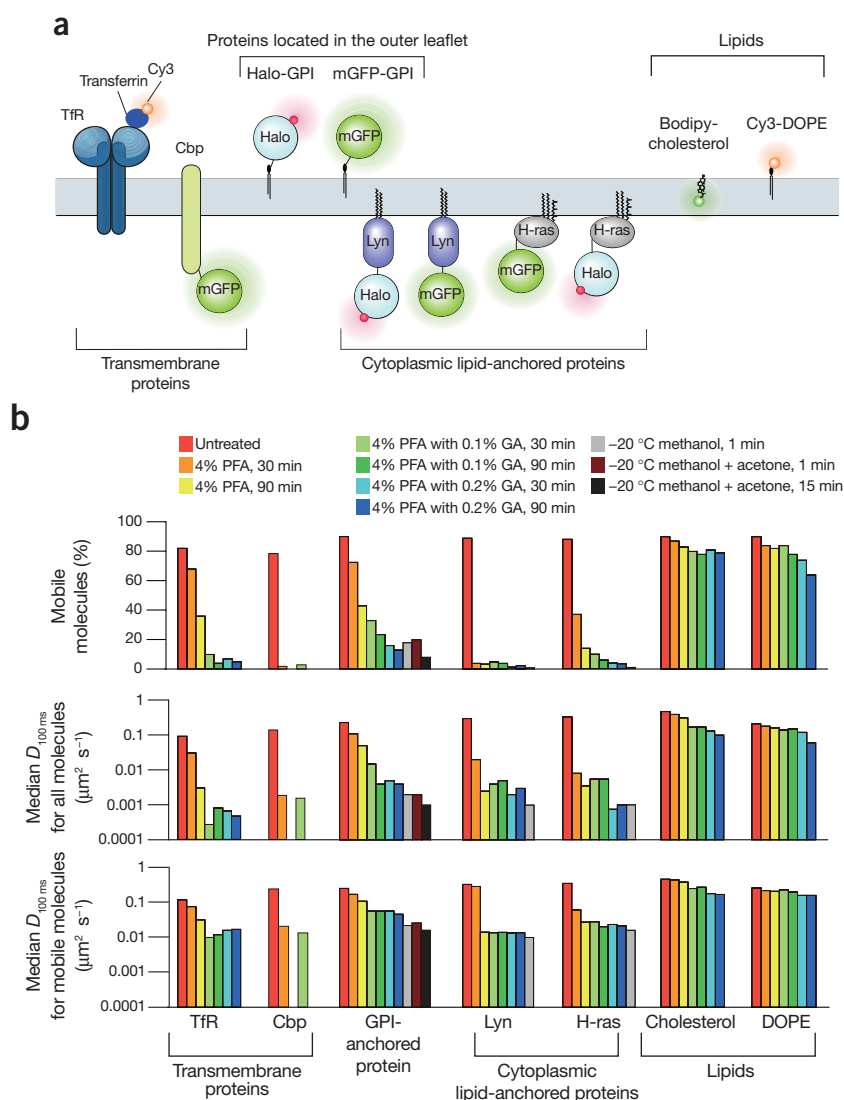 a
Proteins located in the outer leaflet
Lipids
Halo-GPI
mGFP-GPI
Cy3
Transferrin
TfR
Cbp
Halo
mGFP
Bodipy-
cholesterol
Cy3-DOPE
Lyn
Lyn
H-ras
H-ras
mGFP
Halo
mGFP
mGFP
Halo
Transmembrane
proteins
Cytoplasmic lipid-anchored proteins
b
Untreated
4% PFA, 30 min
4% PFA, 90 min
4% PFA with 0.1% GA, 30 min
4% PFA with 0.1% GA, 90 min
4% PFA with 0.2% GA, 30 min
4% PFA with 0.2% GA, 90 min
–20 °C methanol, 1 min
–20 °C methanol + acetone, 1 min
–20 °C methanol + acetone, 15 min
Mobile
molecules (%)
100
80
60
40
20
0
Median D100 ms
for all molecules
(μm² s⁻¹)
1
0.1
0.01
0.001
0.0001
Median D100 ms
for mobile molecules
(μm² s⁻¹)
1
0.1
0.01
0.001
0.0001
TfR
Cbp
GPI-
anchored
protein
Lyn
H-ras
Cholesterol
DOPE
Transmembrane
proteins
Cytoplasmic
lipid-anchored proteins
Lipids